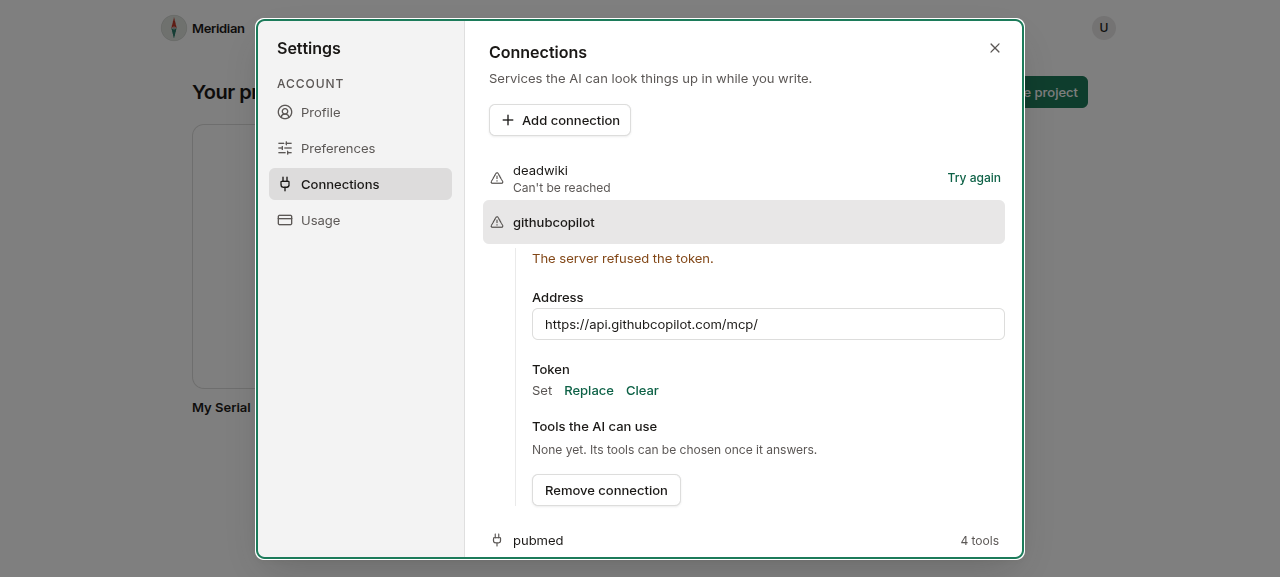 Meridian
U
Your pr
e project
My Serial
Settings
ACCOUNT
Profile
Preferences
Connections
Usage
Connections
Services the AI can look things up in while you write.
Add connection
deadwiki
Can't be reached
Try again
githubcopilot
The server refused the token.
Address
https://api.githubcopilot.com/mcp/
Token
Set Replace Clear
Tools the AI can use
None yet. Its tools can be chosen once it answers.
Remove connection
pubmed
4 tools